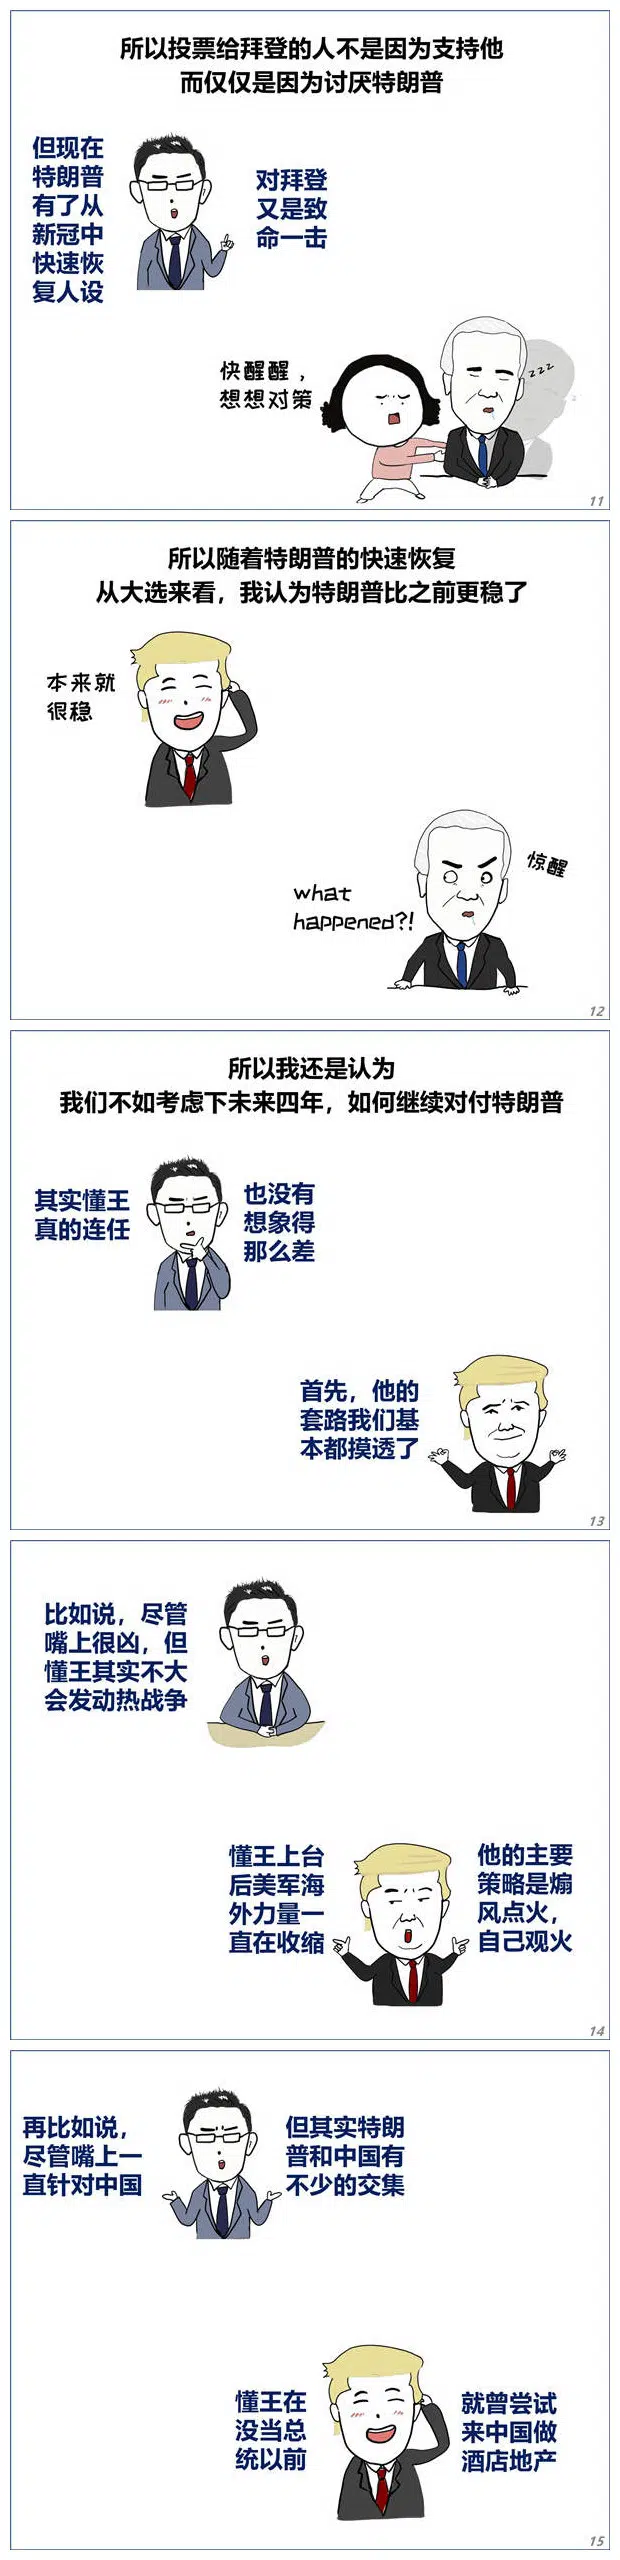 所以投票给拜登的人不是因为支持他
而仅仅是因为讨厌特朗普
但现在
特朗普
有了从
新冠中
快速恢
复人设
对拜登
又是致
命一击
快醒醒，
想想对策
zzz
11
所以随着特朗普的快速恢复
从大选来看，我认为特朗普比之前更稳了
本来就
很稳
惊醒
what
happened?!
12
所以我还是认为
我们不如考虑下未来四年，如何继续对付特朗普
其实懂王
真的连任
也没有
想象得
那么差
首先，他的
套路我们基
本都摸透了
13
比如说，尽管
嘴上很凶，但
懂王其实不大
会发动热战争
懂王上台
后美军海
外力量一
直在收缩
他的主要
策略是煽
风点火，
自己观火
14
再比如说，
尽管嘴上一
直针对中国
但其实特朗
普和中国有
不少的交集
懂王在
没当总
统以前
就曾尝试
来中国做
酒店地产
15